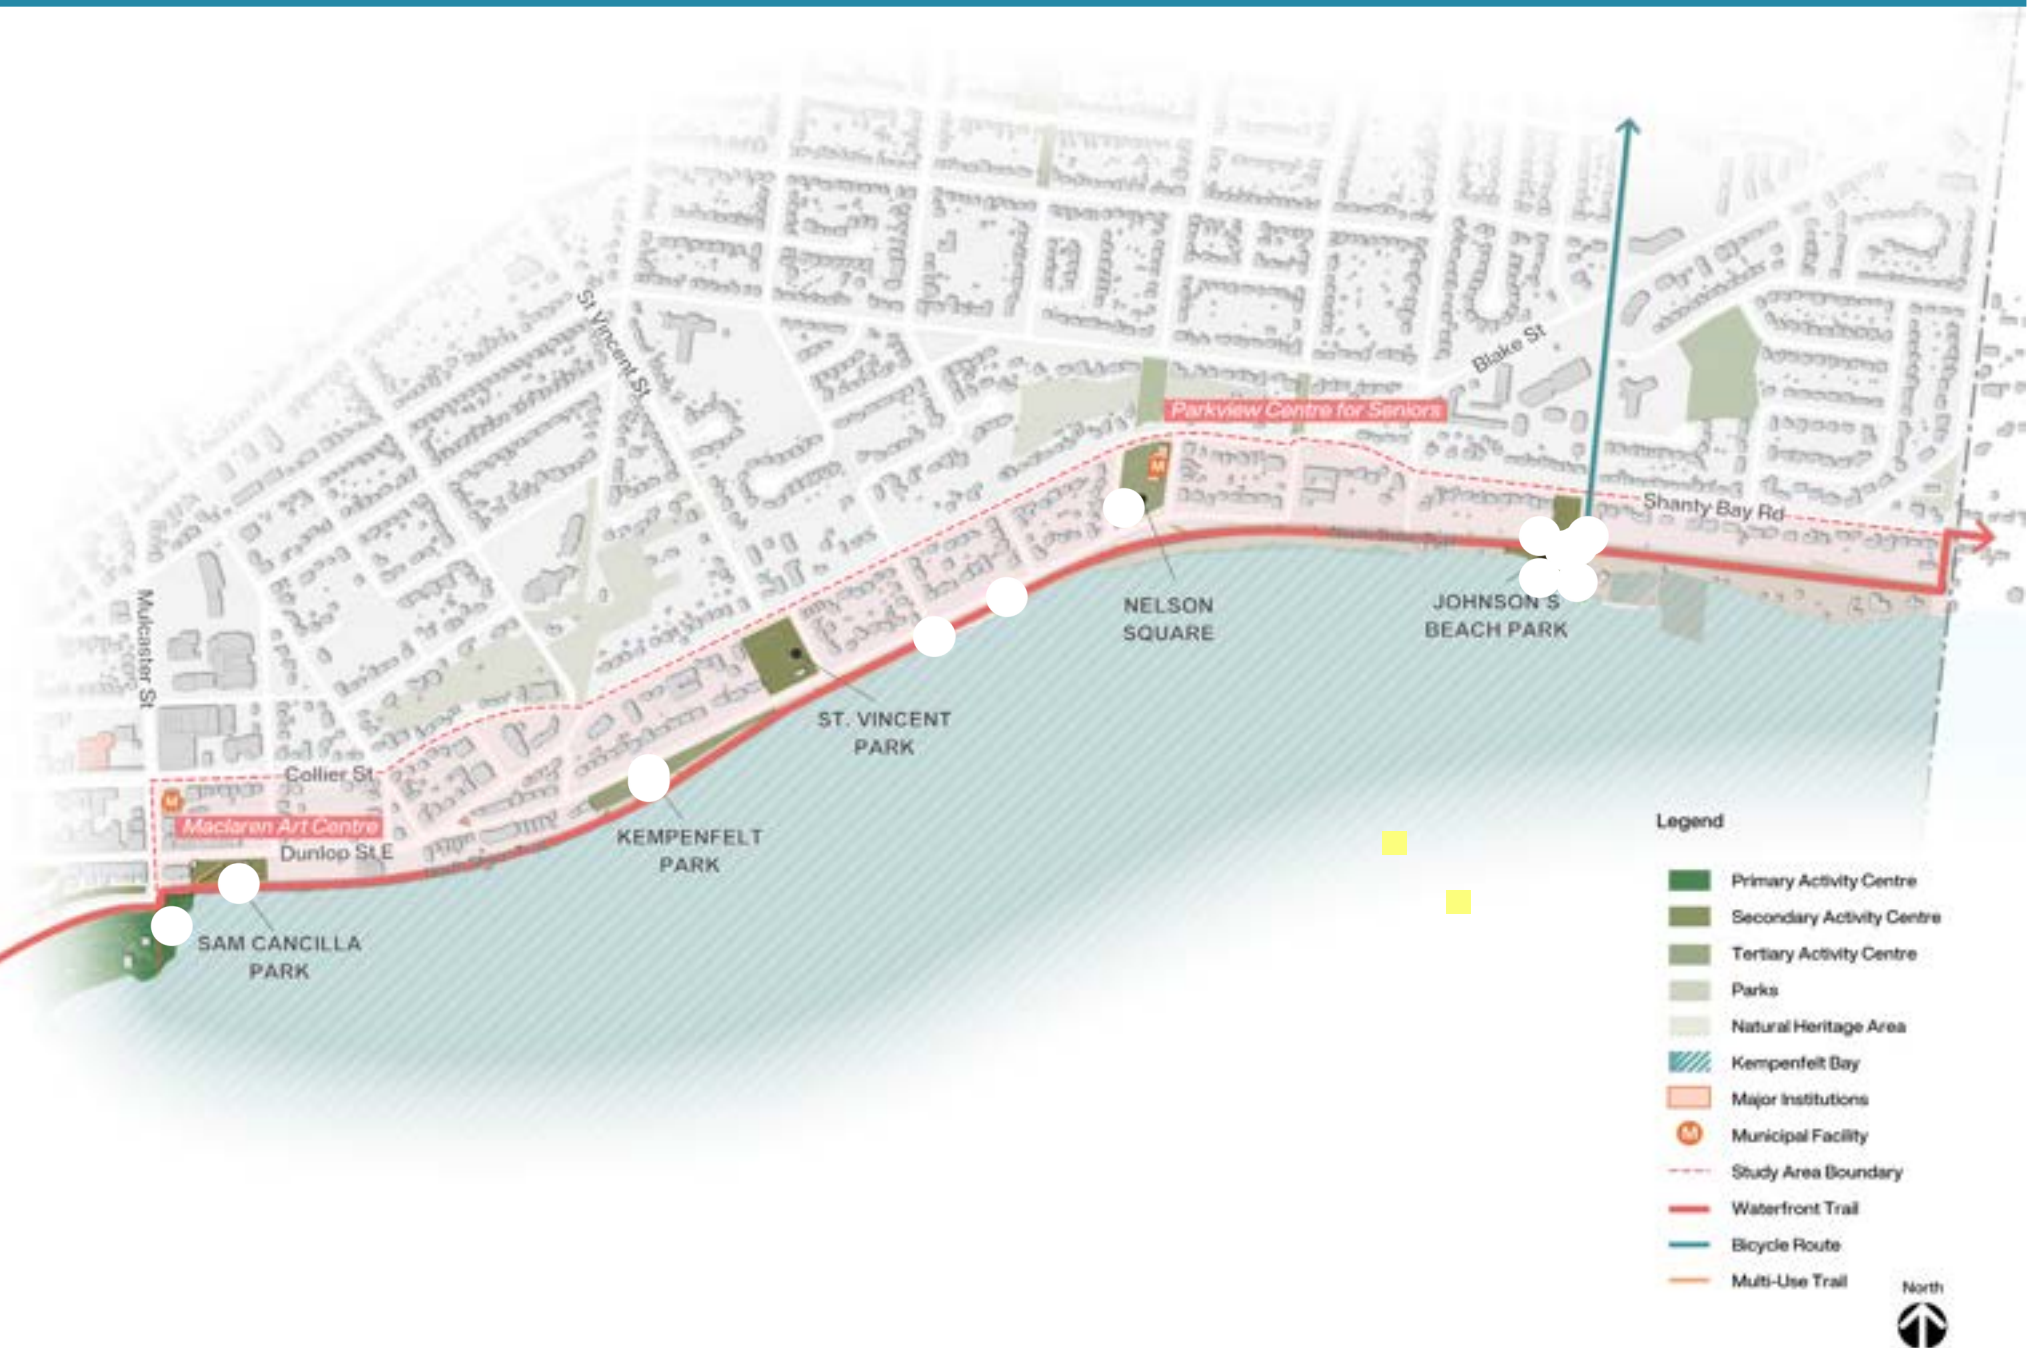 St Vincent St
Blake St
Parkview Centre for Seniors
M
Shanty Bay Rd
Mulcaster St
NELSON
SQUARE
JOHNSON'S
BEACH PARK
ST. VINCENT
PARK
Collier St
M
Maclaren Art Centre
Dunlop St E
KEMPENFELT
PARK
SAM CANCILLA
PARK
Legend
Primary Activity Centre
Secondary Activity Centre
Tertiary Activity Centre
Parks
Natural Heritage Area
Kempenfelt Bay
Major Institutions
M
Municipal Facility
Study Area Boundary
Waterfront Trail
Bicycle Route
Multi-Use Trail
North